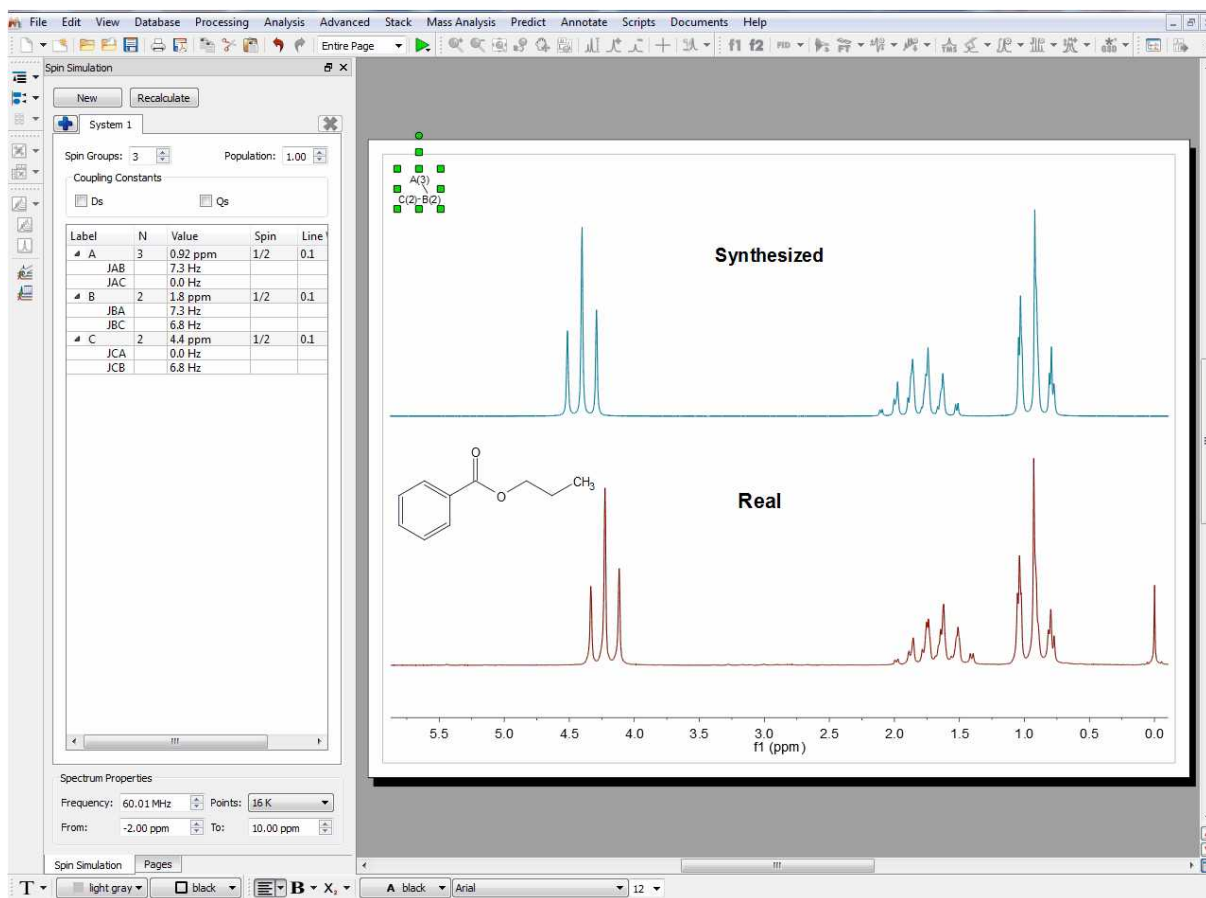 File Edit View Database Processing Analysis Advanced Stack Mass Analysis Predict Annotate Scripts Documents Help
Entire Page f1 f2 FID FT TMS GSD
Spin Simulation
New Recalculate
System 1
Spin Groups: 3 Population: 1.00
Coupling Constants
Ds Qs
Label N Value Spin Line
A 3 0.92 ppm 1/2 0.1
JAB 7.3 Hz
JAC 0.0 Hz
B 2 1.8 ppm 1/2 0.1
JBA 7.3 Hz
JBC 6.8 Hz
C 2 4.4 ppm 1/2 0.1
JCA 0.0 Hz
JCB 6.8 Hz
Spectrum Properties
Frequency: 60.01 MHz Points: 16 K
From: -2.00 ppm To: 10.00 ppm
Spin Simulation Pages
A(3)
C(2)-B(2)
Synthesized
O
O
CH3
Real
5.5 5.0 4.5 4.0 3.5 3.0 2.5 2.0 1.5 1.0 0.5 0.0
f1 (ppm)
T light gray black B X2 A black Arial 12